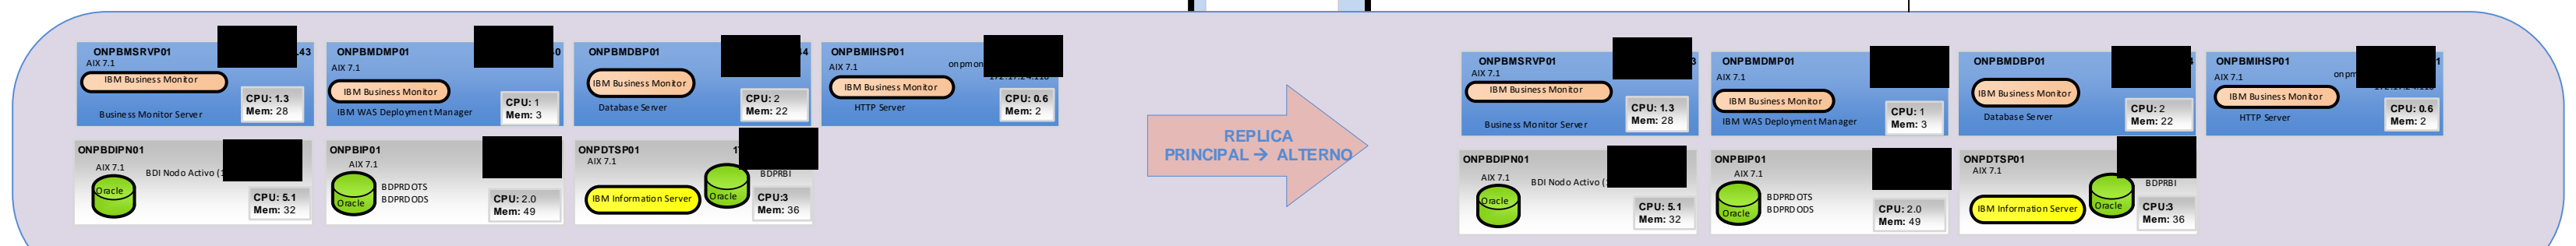 ONPBMSRVP01
.43
AIX 7.1
IBM Business Monitor
Business Monitor Server
CPU: 1.3
Mem: 28
ONPBMDMP01
AIX 7.1
IBM Business Monitor
IBM WAS Deployment Manager
CPU: 1
Mem: 3
ONPBMDBP01
AIX 7.1
IBM Business Monitor
Database Server
CPU: 2
Mem: 22
ONPBMIHSP01
AIX 7.1
IBM Business Monitor
HTTP Server
CPU: 0.6
Mem: 2
ONPBDIPN01
AIX 7.1
BDI Nodo Activo (
Oracle
CPU: 5.1
Mem: 32
ONPBIP01
AIX 7.1
BDPRDOTS
BDPRDODS
Oracle
CPU: 2.0
Mem: 49
ONPDTSP01
AIX 7.1
IBM Information Server
Oracle
BDPRBI
CPU:3
Mem: 36
REPLICA
PRINCIPAL → ALTERNO
ONPBMSRVP01
AIX 7.1
IBM Business Monitor
Business Monitor Server
CPU: 1.3
Mem: 28
ONPBMDMP01
AIX 7.1
IBM Business Monitor
IBM WAS Deployment Manager
CPU: 1
Mem: 3
ONPBMDBP01
AIX 7.1
IBM Business Monitor
Database Server
CPU: 2
Mem: 22
ONPBMIHSP01
AIX 7.1
IBM Business Monitor
HTTP Server
CPU: 0.6
Mem: 2
ONPBDIPN01
AIX 7.1
BDI Nodo Activo (
Oracle
CPU: 5.1
Mem: 32
ONPBIP01
AIX 7.1
BDPRDOTS
BDPRDODS
Oracle
CPU: 2.0
Mem: 49
ONPDTSP01
AIX 7.1
IBM Information Server
Oracle
BDPRBI
CPU:3
Mem: 36